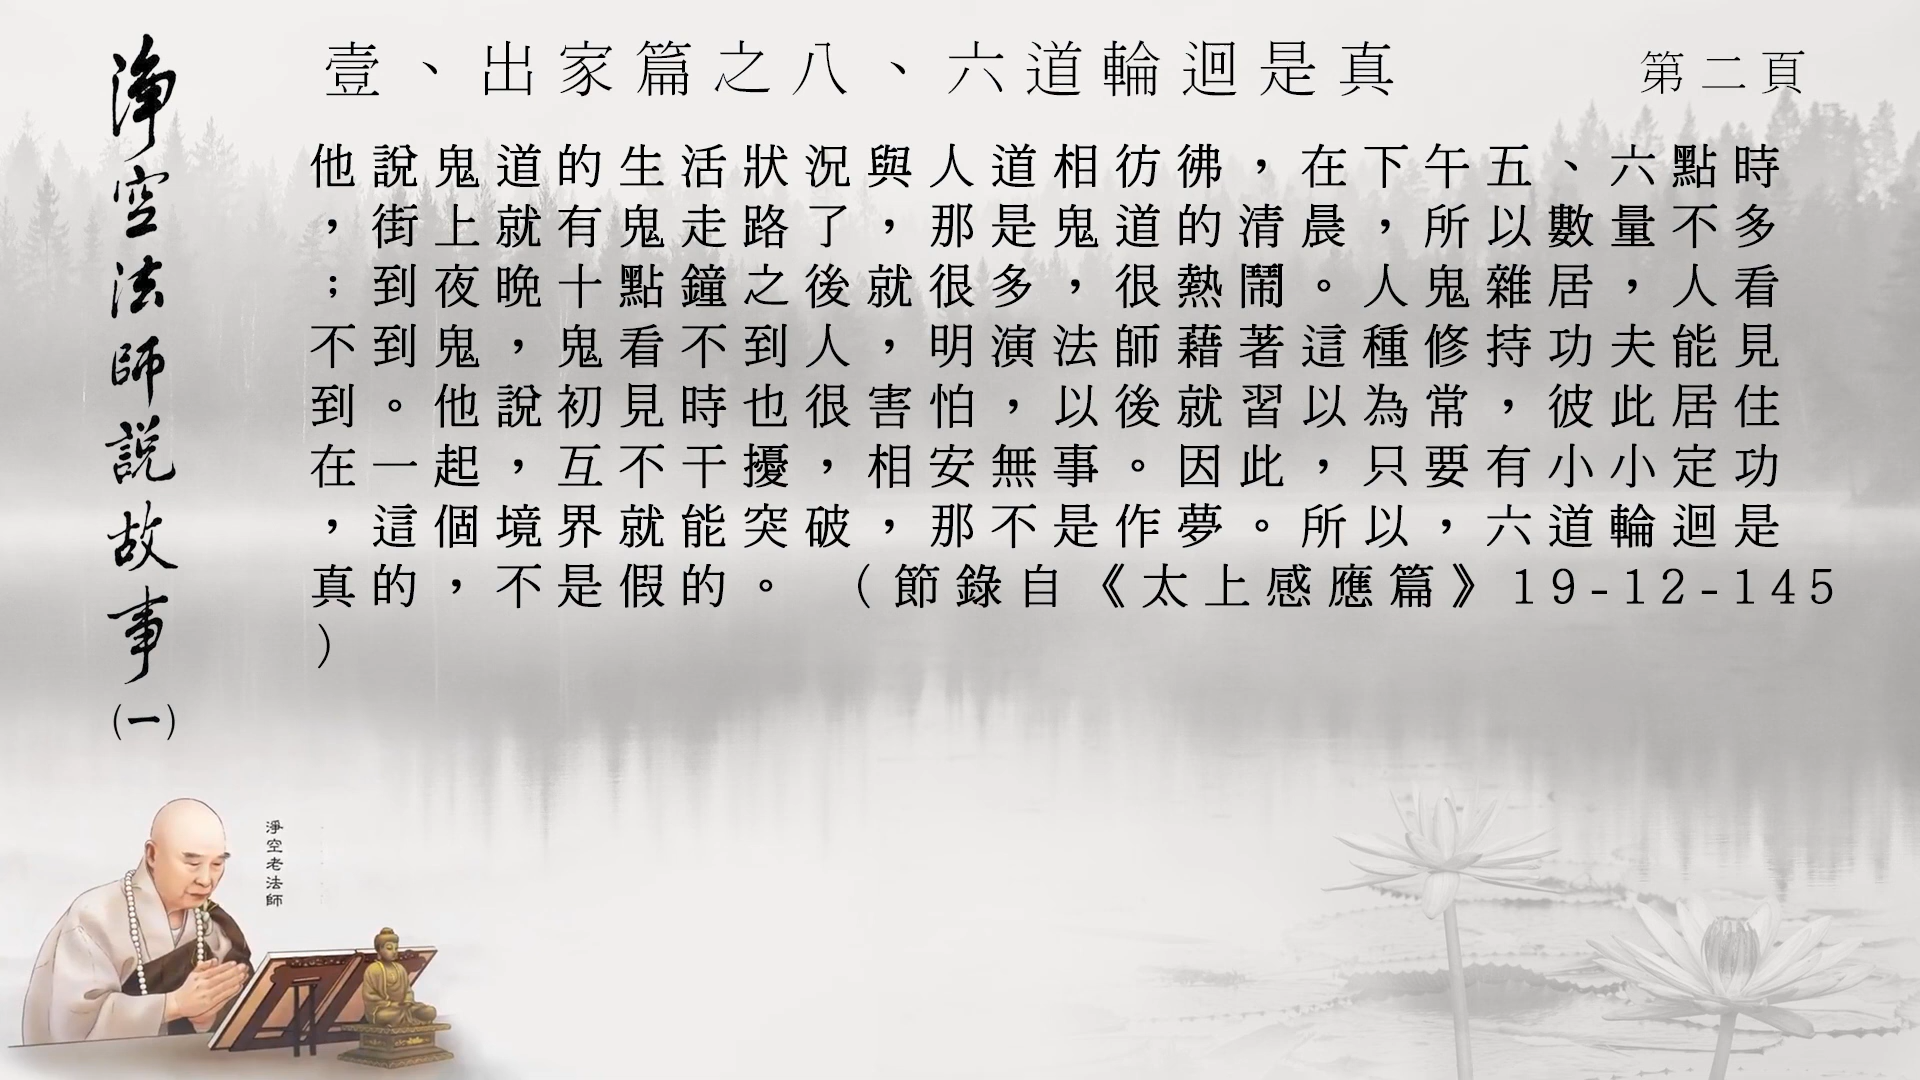 淨空法師說故事(一)
壹、出家篇之八、六道輪迴是真
第二頁
他說鬼道的生活狀況與人道相彷彿，在下午五、六點時
，街上就有鬼走路了，那是鬼道的清晨，所以數量不多
；到夜晚十點鐘之後就很多，很熱鬧。人鬼雜居，人看
不到鬼，鬼看不到人，明演法師藉著這種修持功夫能見
到。他說初見時也很害怕，以後就習以為常，彼此居住
在一起，互不干擾，相安無事。因此，只要有小小定功
，這個境界就能突破，那不是作夢。所以，六道輪迴是
真的，不是假的。（節錄自《太上感應篇》19-12-145
）
淨空老法師